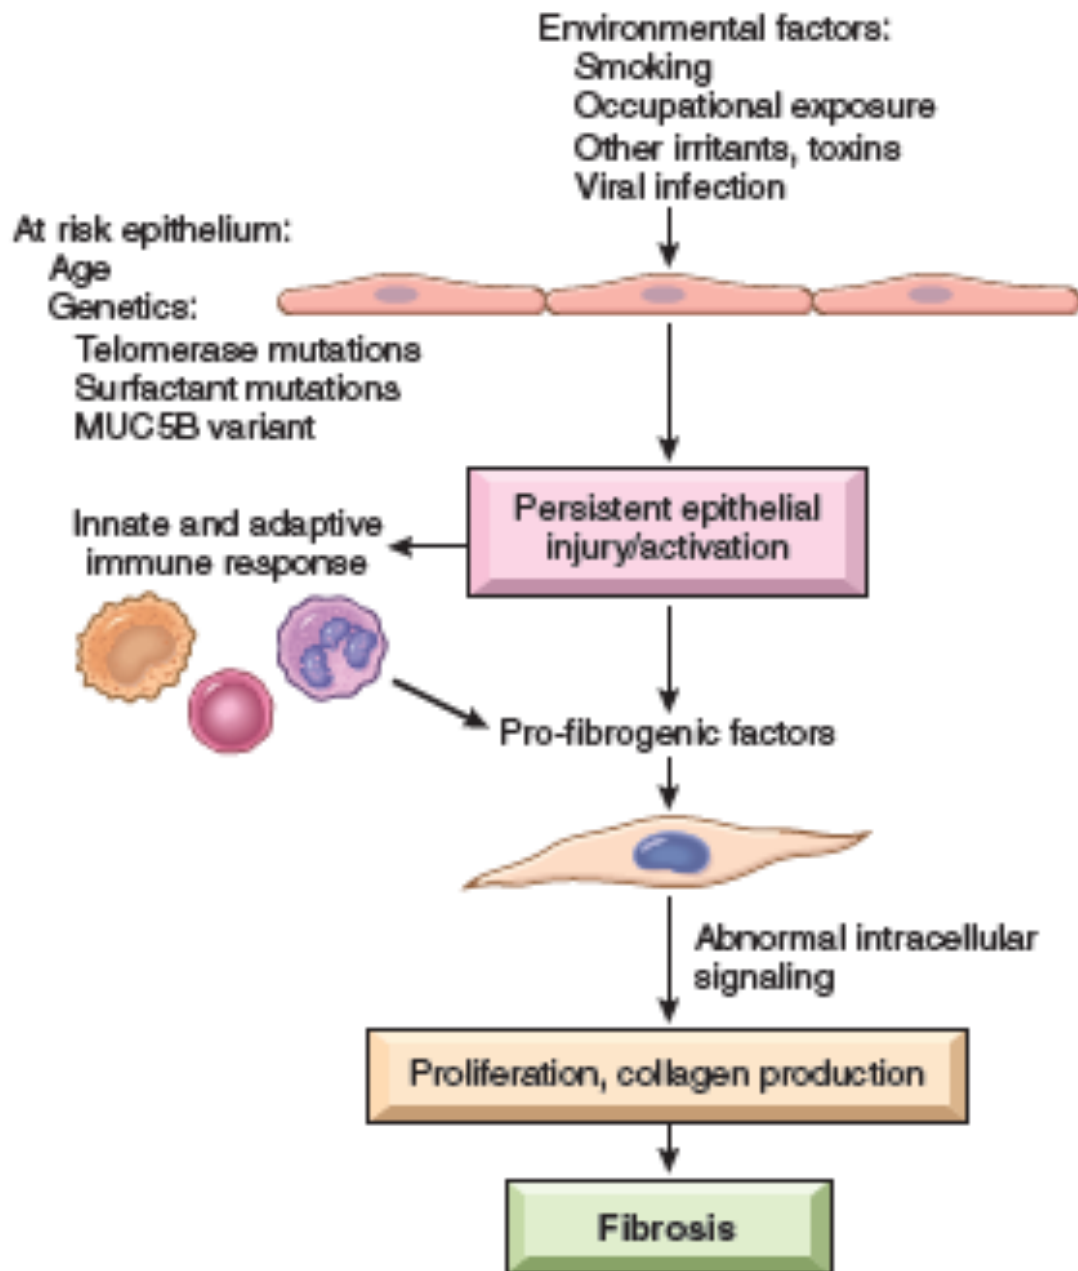 Environmental factors:
Smoking
Occupational exposure
Other irritants, toxins
Viral infection
At risk epithelium:
Age
Genetics:
Telomerase mutations
Surfactant mutations
MUC5B variant
Persistent epithelial
injury/activation
Innate and adaptive
immune response
Pro-fibrogenic factors
Abnormal intracellular
signaling
Proliferation, collagen production
Fibrosis